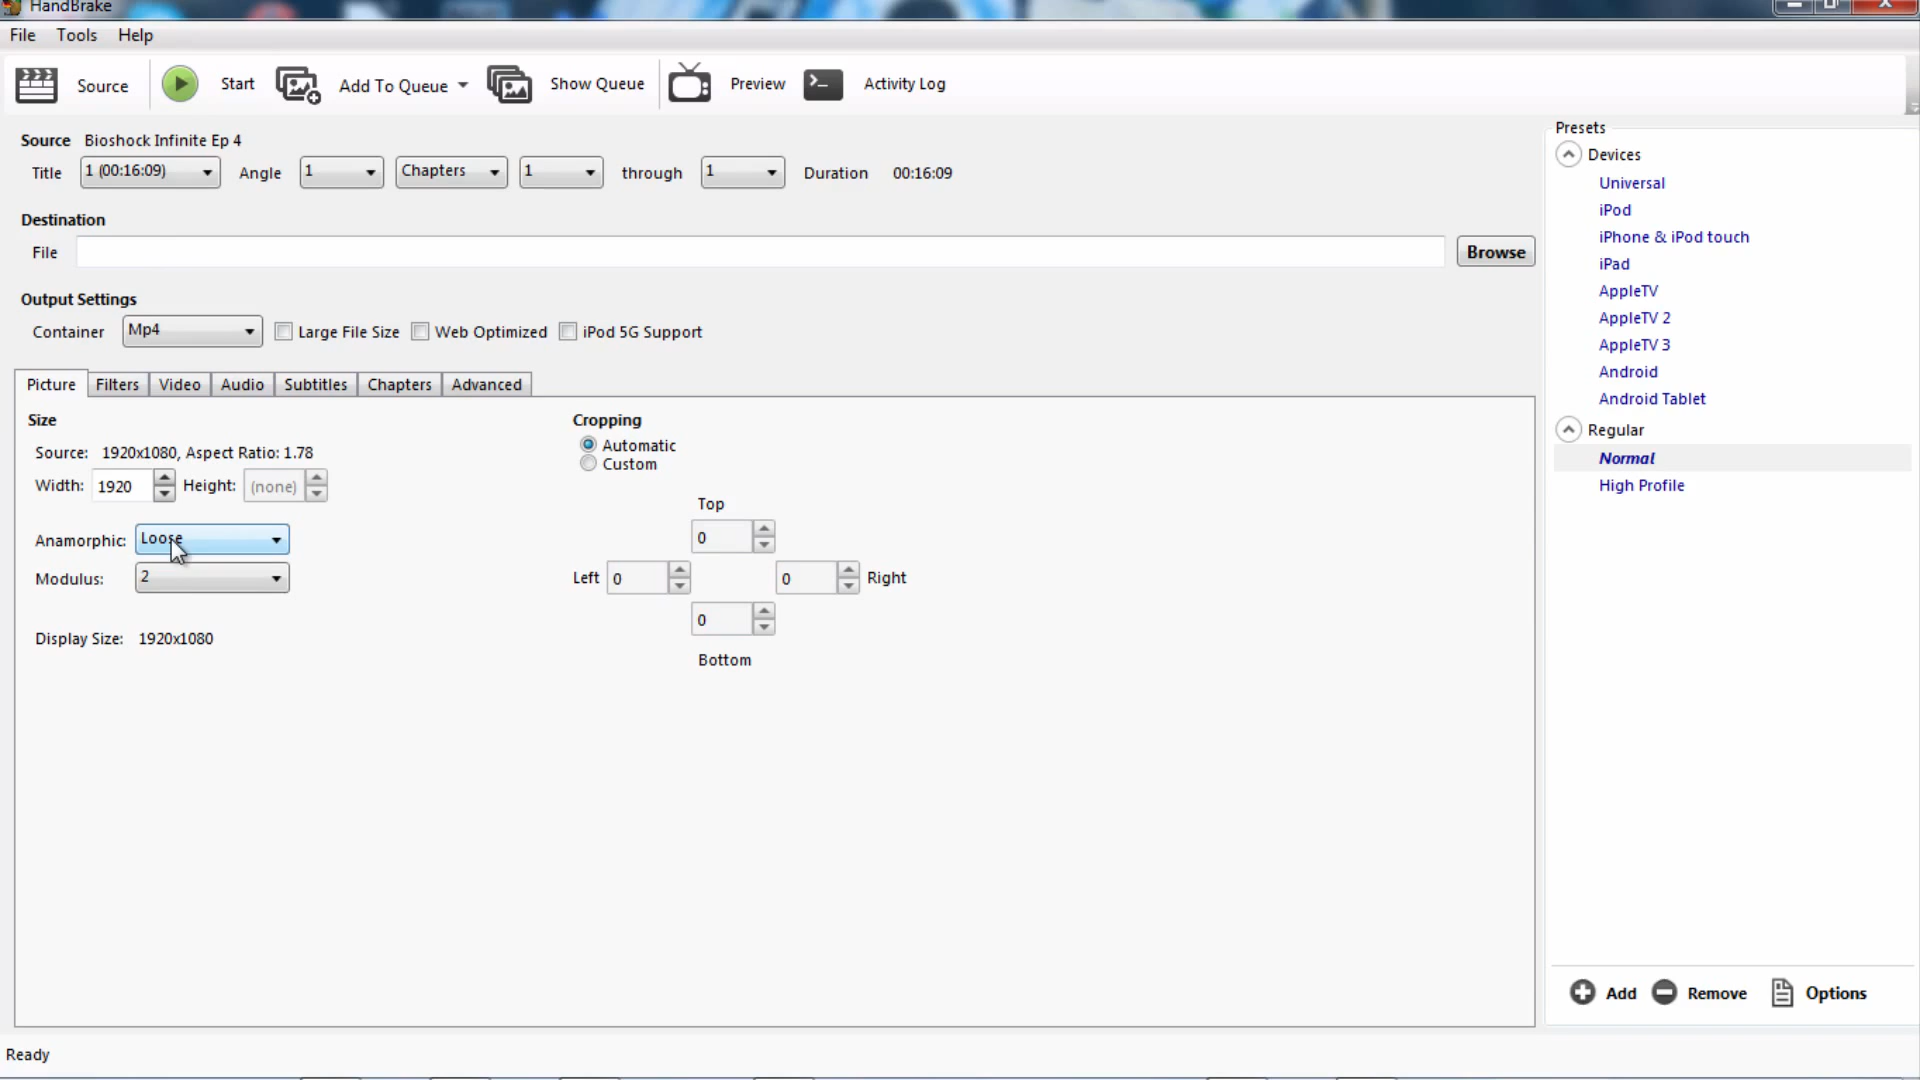 HandBrake
File Tools Help
Source Start Add To Queue Show Queue Preview Activity Log
Source Bioshock Infinite Ep 4
Title 1 (00:16:09) Angle 1 Chapters 1 through 1 Duration 00:16:09
Destination
File Browse
Output Settings
Container Mp4 Large File Size Web Optimized iPod 5G Support
Picture Filters Video Audio Subtitles Chapters Advanced
Size
Source: 1920x1080, Aspect Ratio: 1.78
Width: 1920 Height: (none)
Anamorphic: Loose
Modulus: 2
Display Size: 1920x1080
Cropping
Automatic
Custom
Top
0
Left 0 0 Right
0
Bottom
Presets
Devices
Universal
iPod
iPhone & iPod touch
iPad
AppleTV
AppleTV 2
AppleTV 3
Android
Android Tablet
Regular
Normal
High Profile
Add Remove Options
Ready